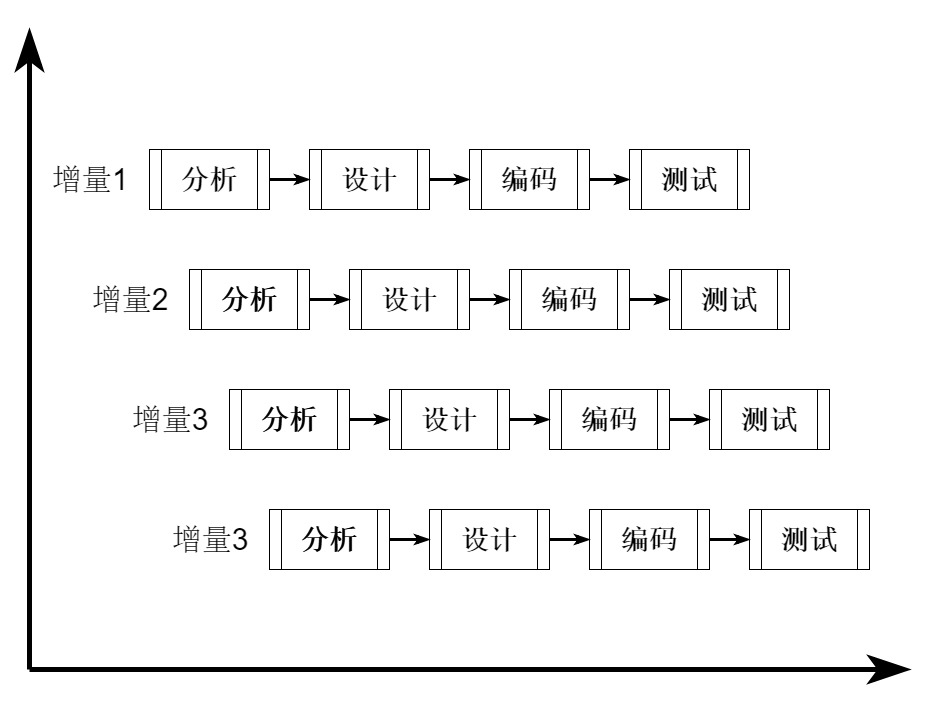 增量1 分析 设计 编码 测试
增量2 分析 设计 编码 测试
增量3 分析 设计 编码 测试
增量3 分析 设计 编码 测试